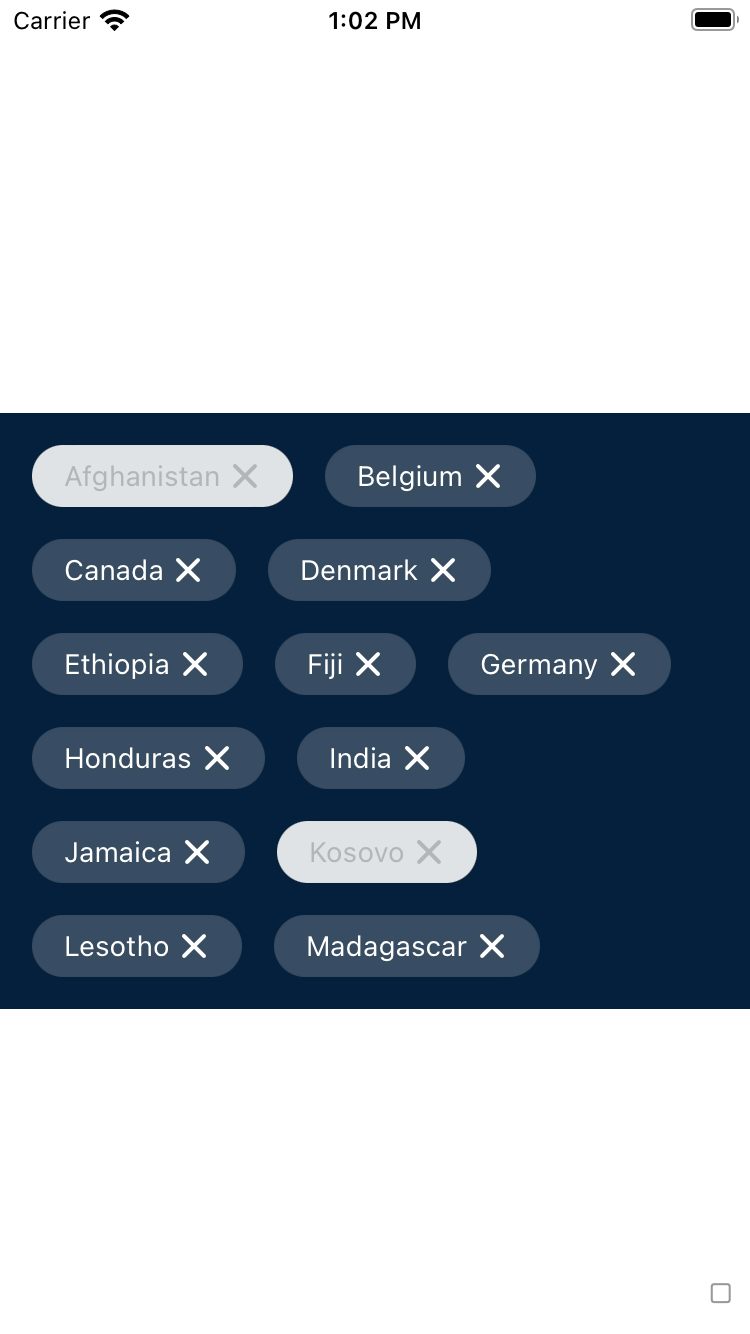 Carrier 1:02 PM
Afghanistan Belgium
Canada Denmark
Ethiopia Fiji Germany
Honduras India
Jamaica Kosovo
Lesotho Madagascar